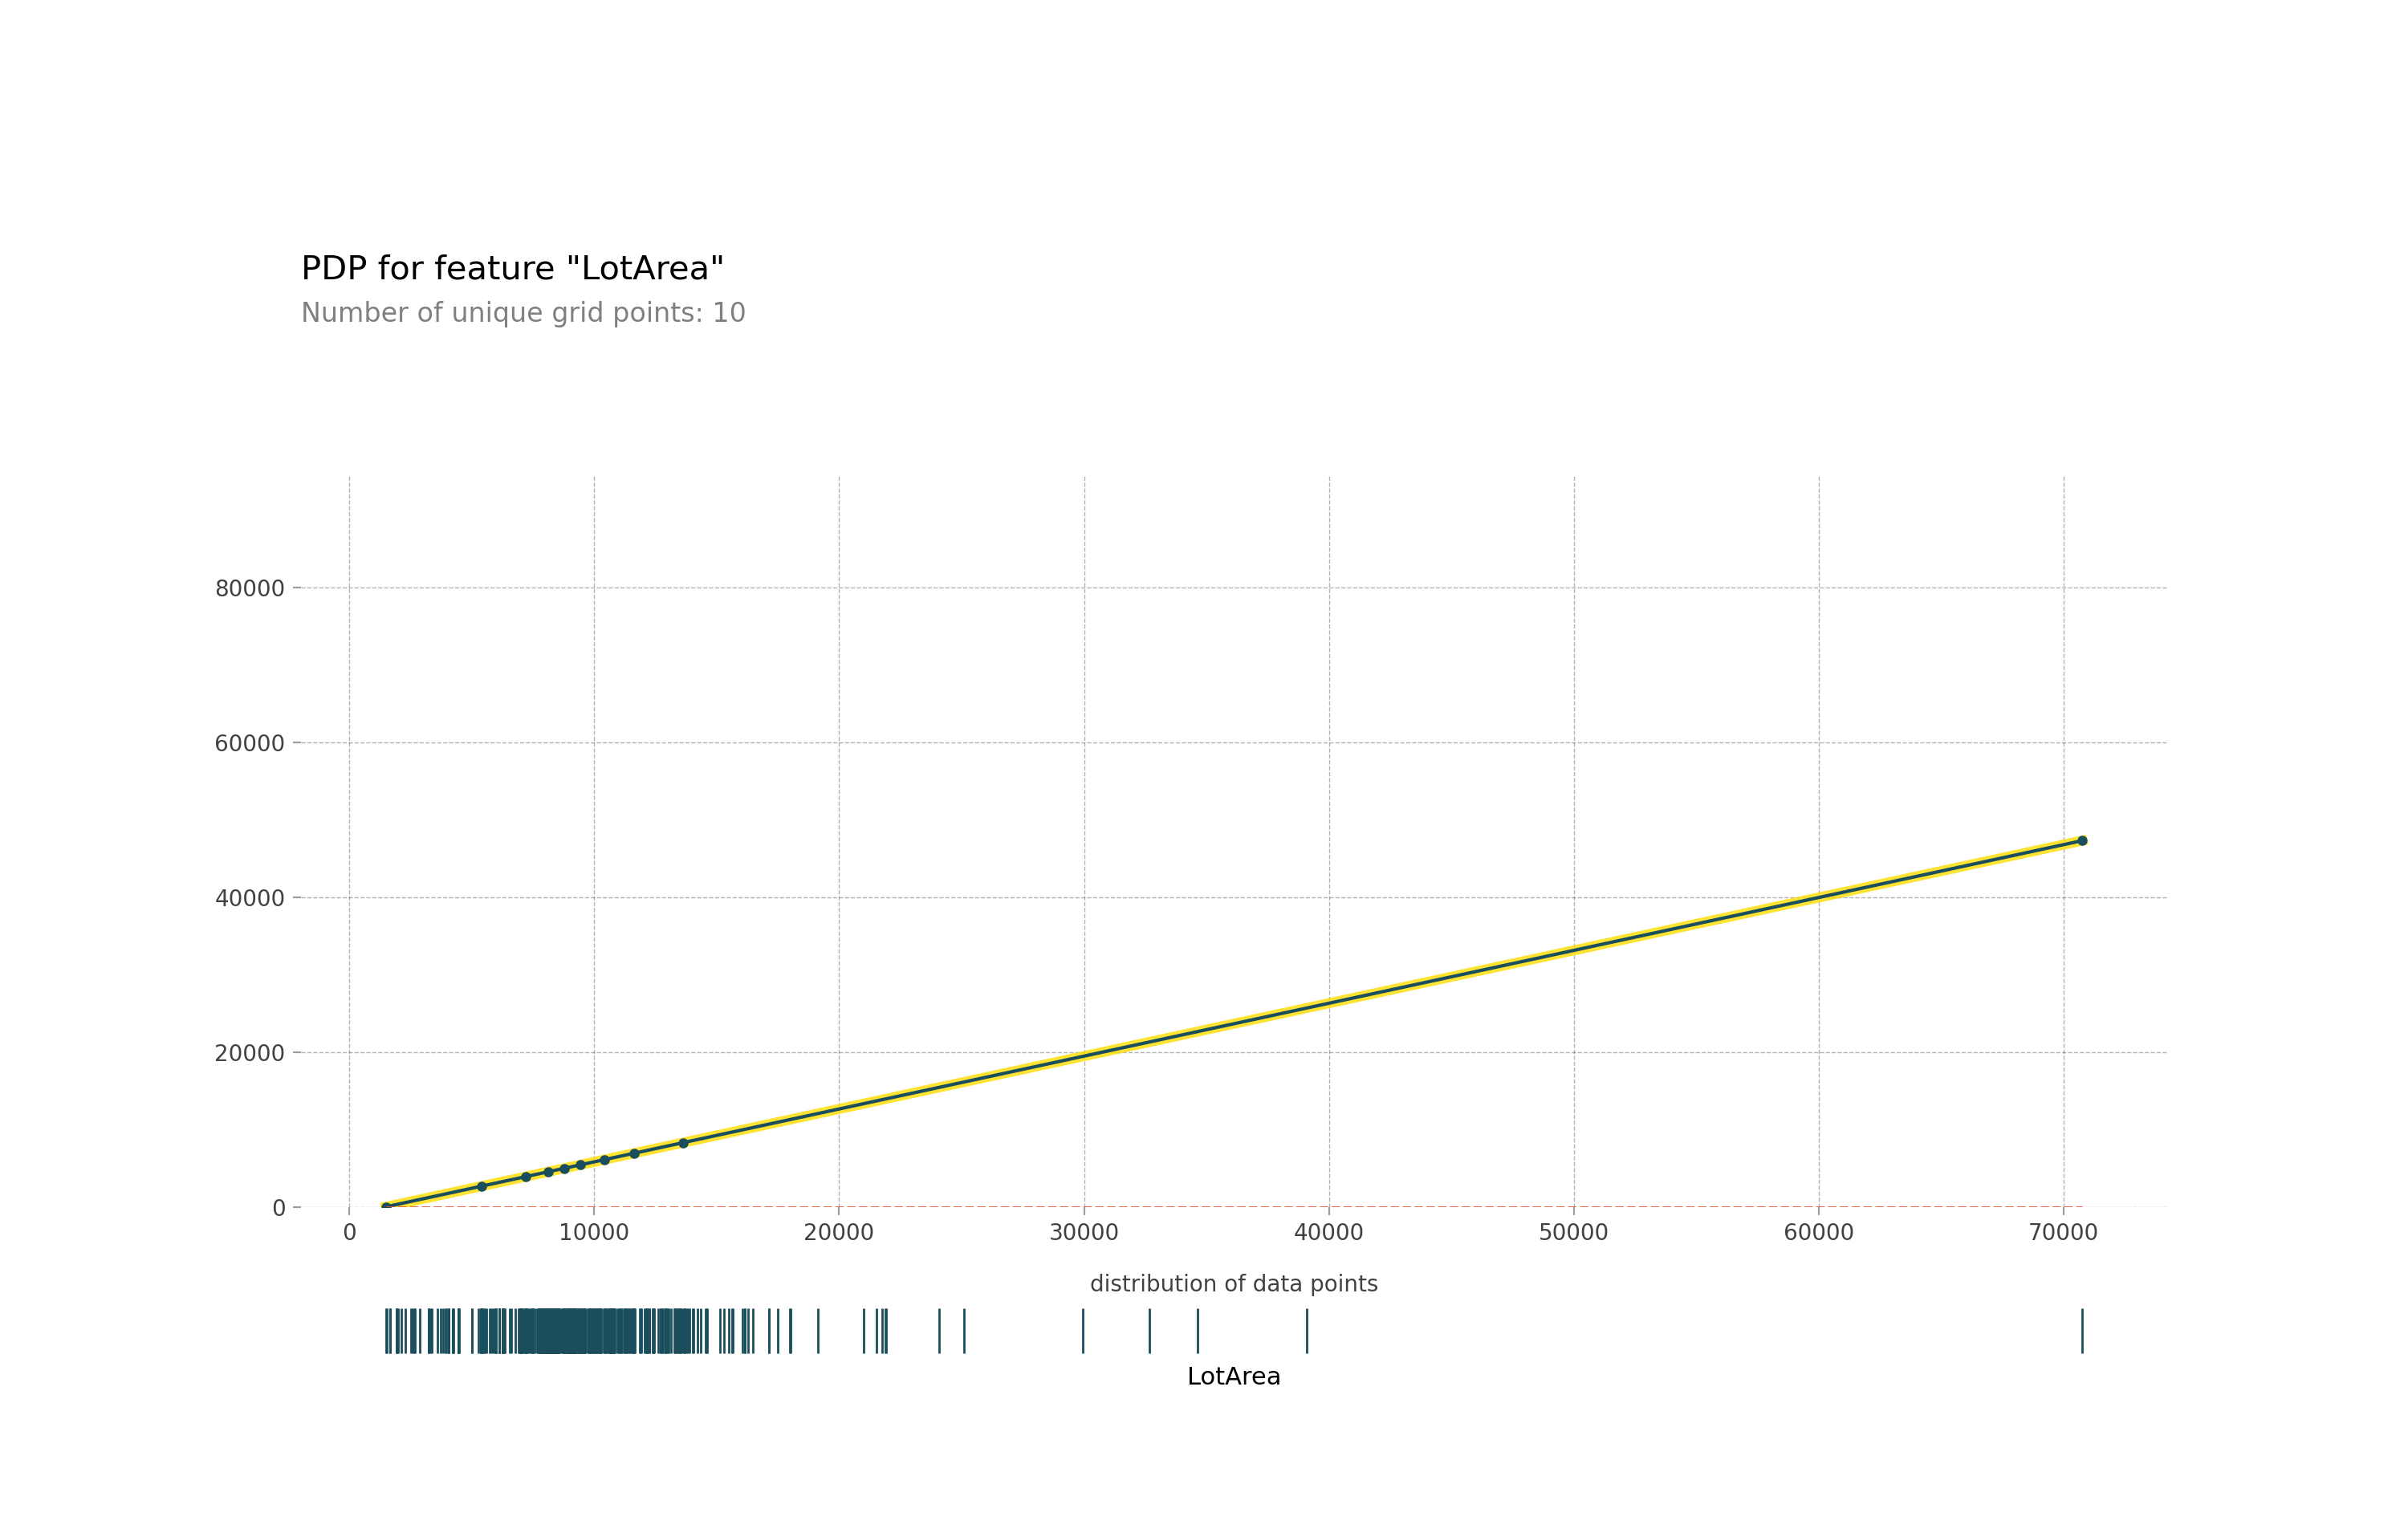 PDP for feature "LotArea"
Number of unique grid points: 10
80000
60000
40000
20000
0
0 10000 20000 30000 40000 50000 60000 70000
distribution of data points
LotArea